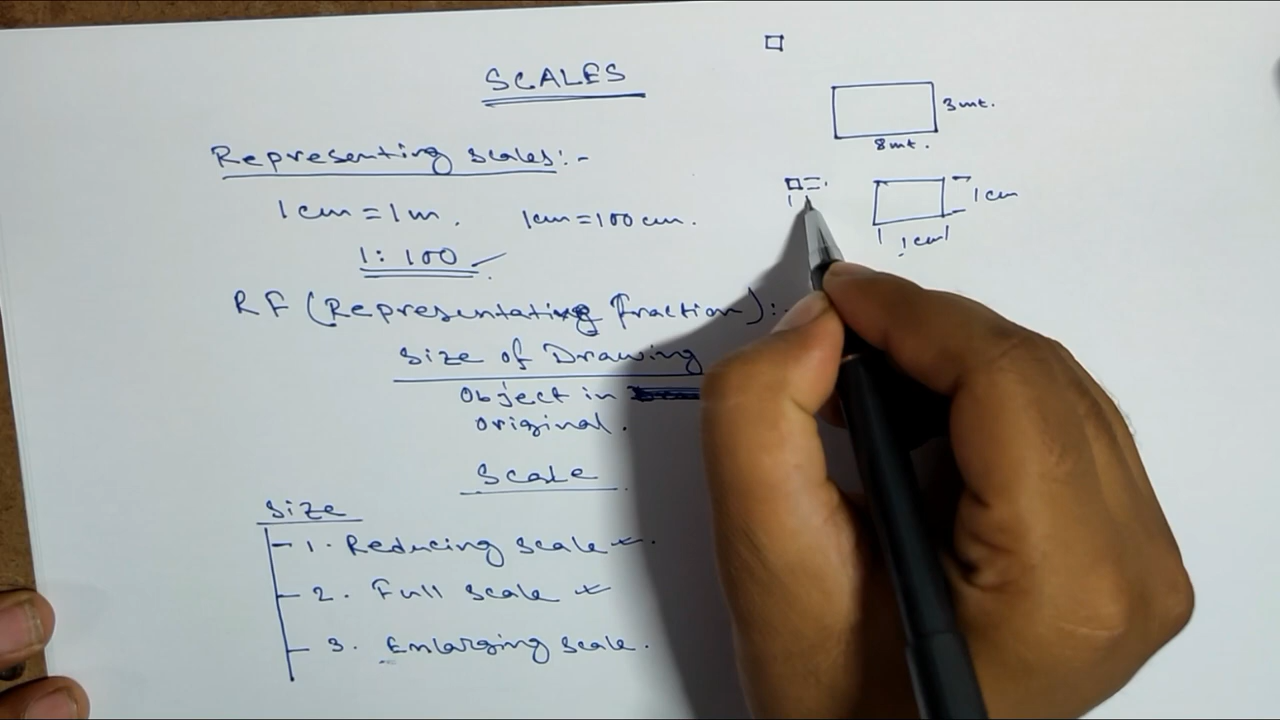 SCALES
Representing scales:-
1cm = 1m. 1cm = 100 cm.
1:100
RF (Representating fraction):-
Size of Drawing
Object in
original.
Scale
Size
1. Reducing scale
2. Full scale
3. Enlarging scale.
3mt.
8mt.
1cm
1cm